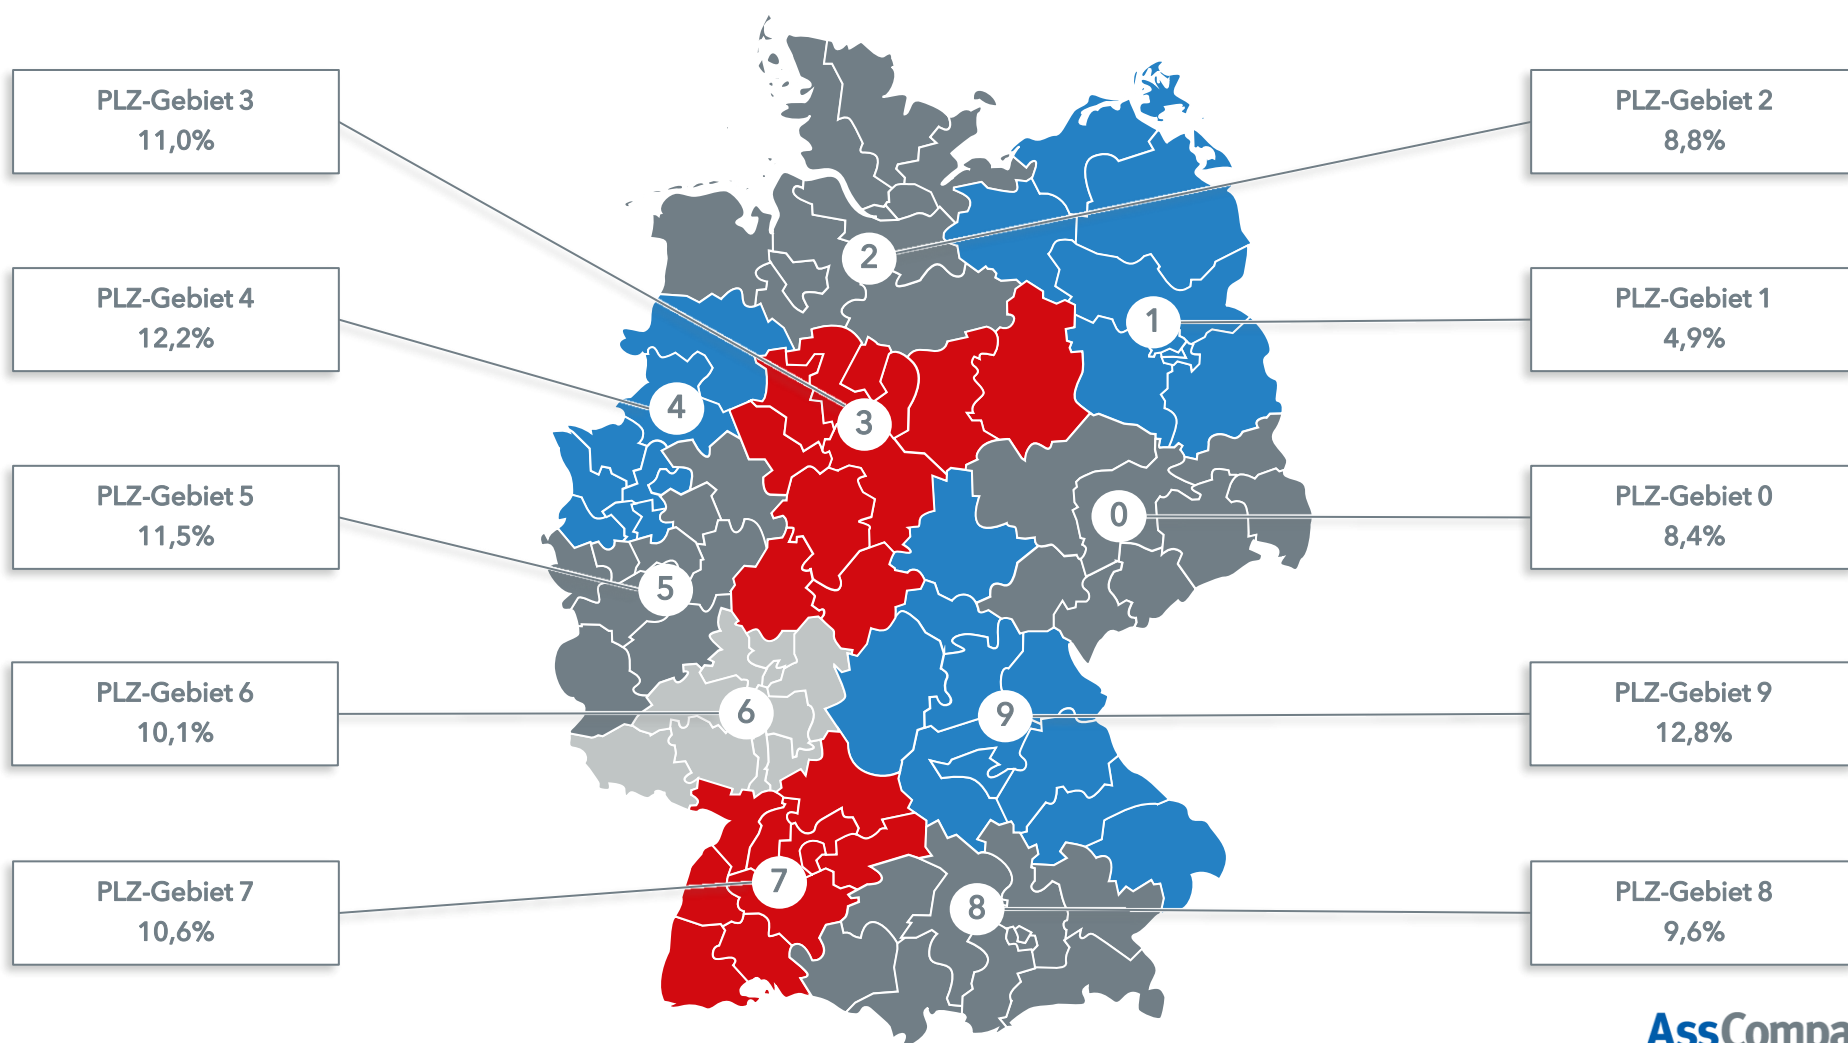 PLZ-Gebiet 3
11,0%
PLZ-Gebiet 4
12,2%
PLZ-Gebiet 5
11,5%
PLZ-Gebiet 6
10,1%
PLZ-Gebiet 7
10,6%
2
1
3
4
0
5
6
9
7
8
PLZ-Gebiet 2
8,8%
PLZ-Gebiet 1
4,9%
PLZ-Gebiet 0
8,4%
PLZ-Gebiet 9
12,8%
PLZ-Gebiet 8
9,6%
AssCompa